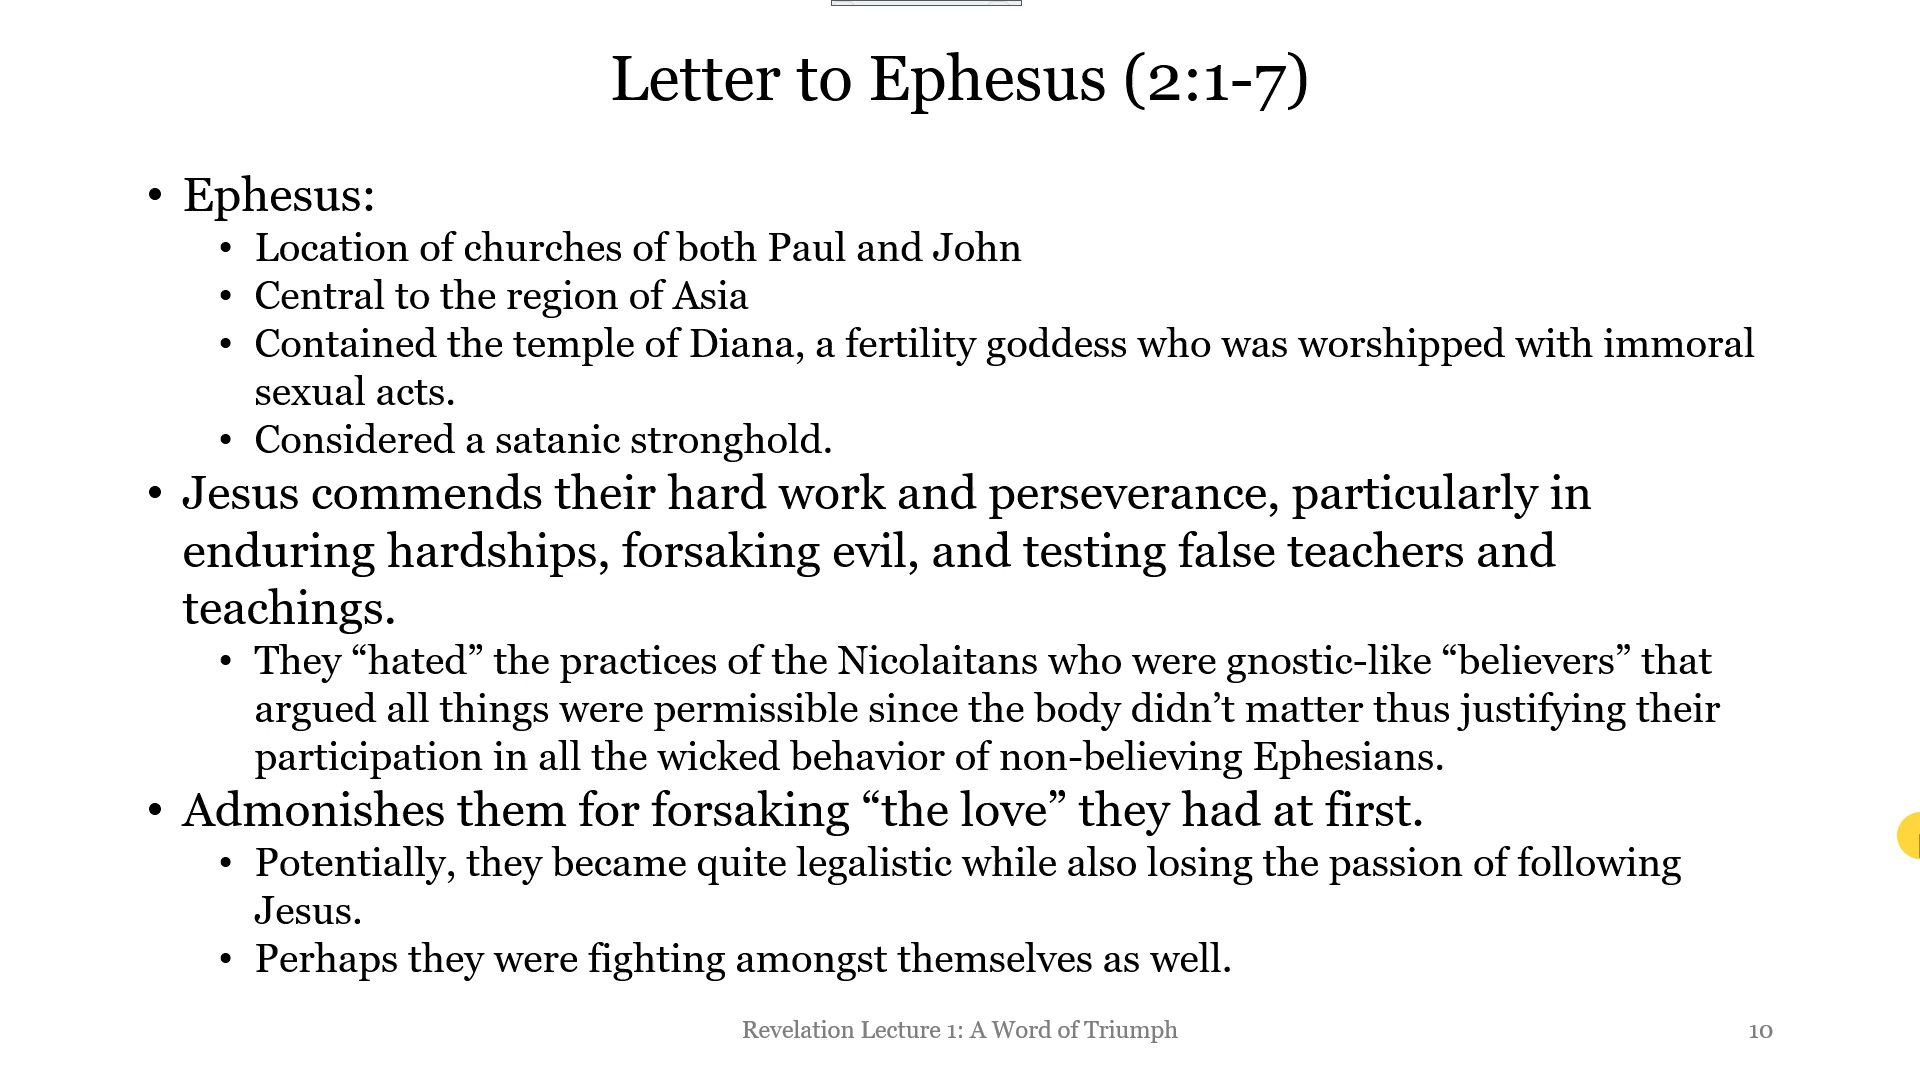 Letter to Ephesus (2:1-7)
• Ephesus:
• Location of churches of both Paul and John
• Central to the region of Asia
• Contained the temple of Diana, a fertility goddess who was worshipped with immoral
sexual acts.
• Considered a satanic stronghold.
• Jesus commends their hard work and perseverance, particularly in
enduring hardships, forsaking evil, and testing false teachers and
teachings.
• They “hated” the practices of the Nicolaitans who were gnostic-like “believers” that
argued all things were permissible since the body didn’t matter thus justifying their
participation in all the wicked behavior of non-believing Ephesians.
• Admonishes them for forsaking “the love” they had at first.
• Potentially, they became quite legalistic while also losing the passion of following
Jesus.
• Perhaps they were fighting amongst themselves as well.
Revelation Lecture 1: A Word of Triumph
10